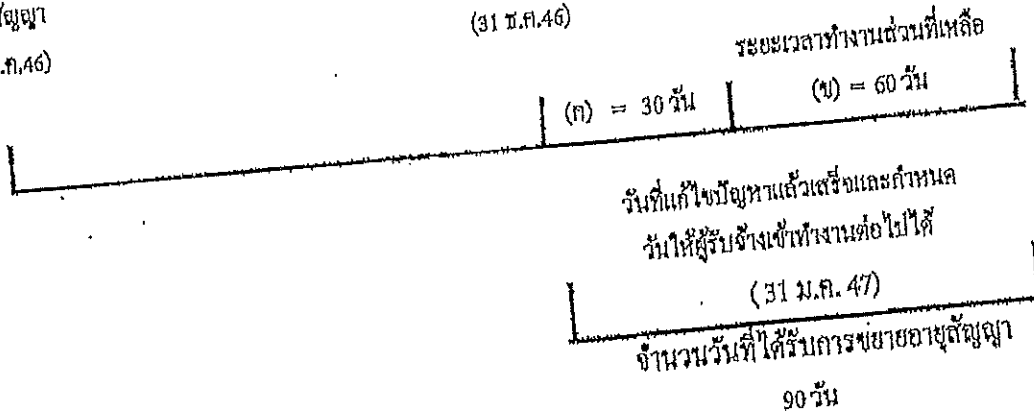 สัญญา
(31 ธ.ค.46)
.ค.46)
ระยะเวลาทำงานส่วนที่เหลือ
(ก) = 30 วัน
(ข) = 60 วัน
วันที่แก้ไขปัญหาแล้วเสร็จและกำหนด
วันให้ผู้รับจ้างเข้าทำงานต่อไปได้
(31 ม.ค. 47)
จำนวนวันที่ได้รับการขยายอายุสัญญา
90 วัน